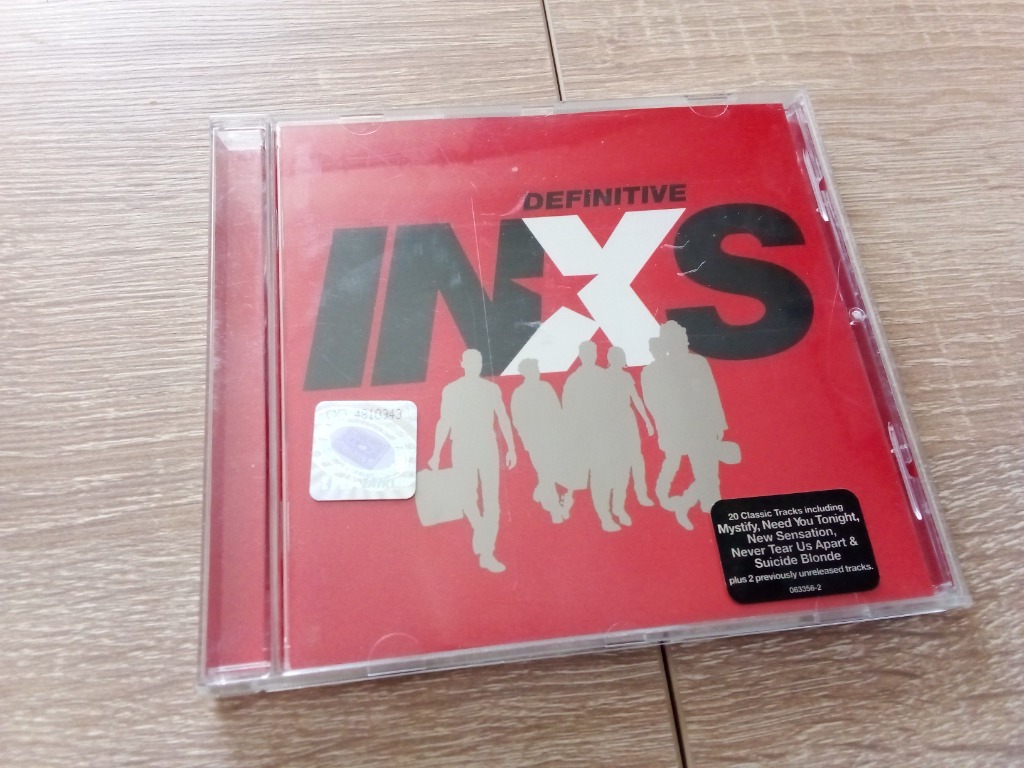 DEFINITIVE
INXS
4810943
20 Classic Tracks including
Mystify, Need You Tonight,
New Sensation,
Never Tear Us Apart &
Suicide Blonde
plus 2 previously unreleased tracks.
063356-2